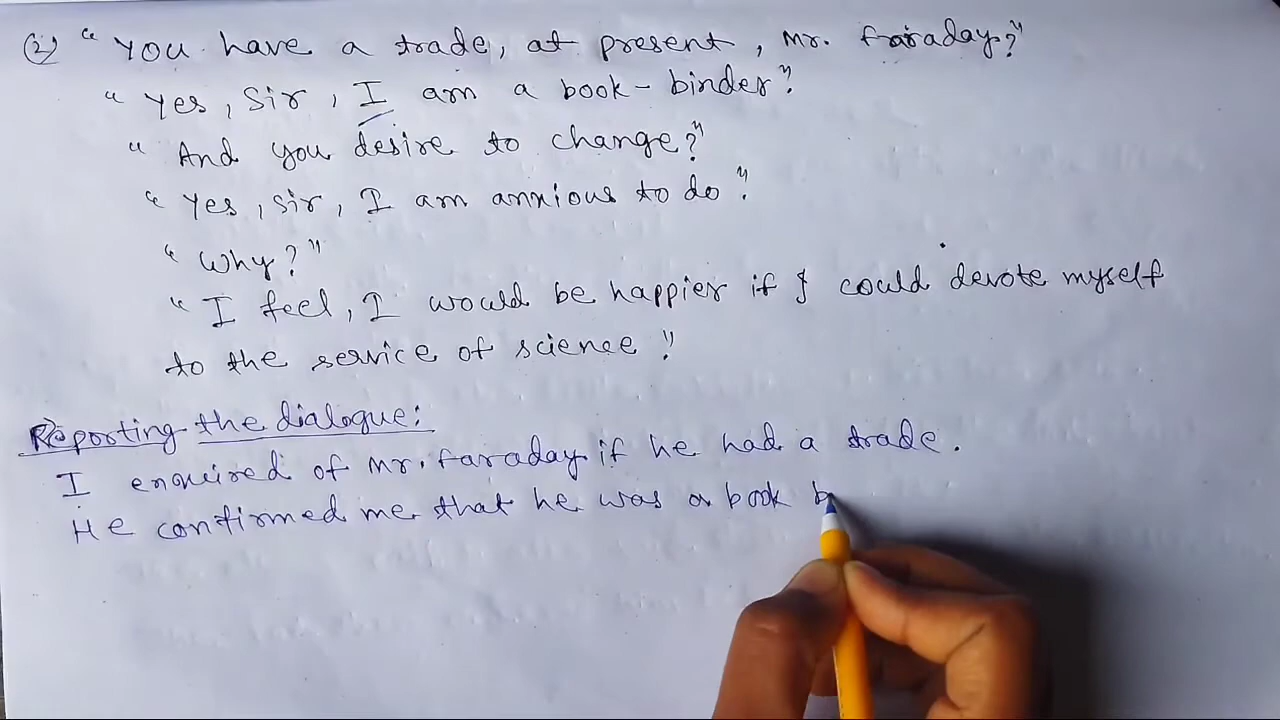 (2) "You have a trade, at present, Mr. Faraday?"
"Yes, Sir, I am a book-binder"
"And you desire to change?"
"Yes, Sir, I am anxious to do"
"Why?"
"I feel, I would be happier if I could devote myself
to the service of science"
Reporting the dialogue:
I enquired of Mr. Faraday if he had a trade.
He confirmed me that he was a book b